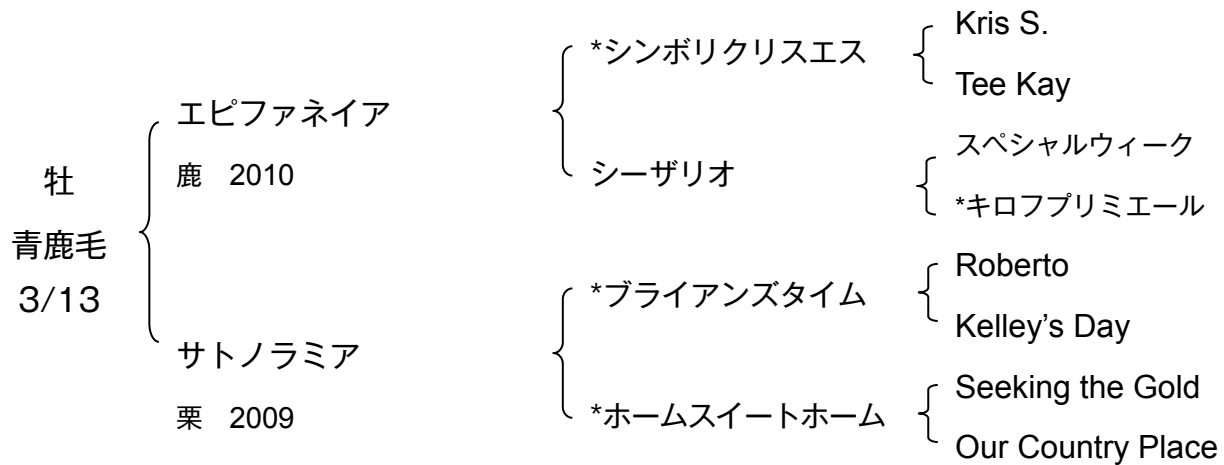 牡
青鹿毛
3/13
エピファネイア
鹿 2010
サトノラミア
栗 2009
*シンボリクリスエス
シーザリオ
*ブライアンズタイム
*ホームスイートホーム
Kris S.
Tee Kay
スペシャルウィーク
*キロフプリミエール
Roberto
Kelley’s Day
Seeking the Gold
Our Country Place